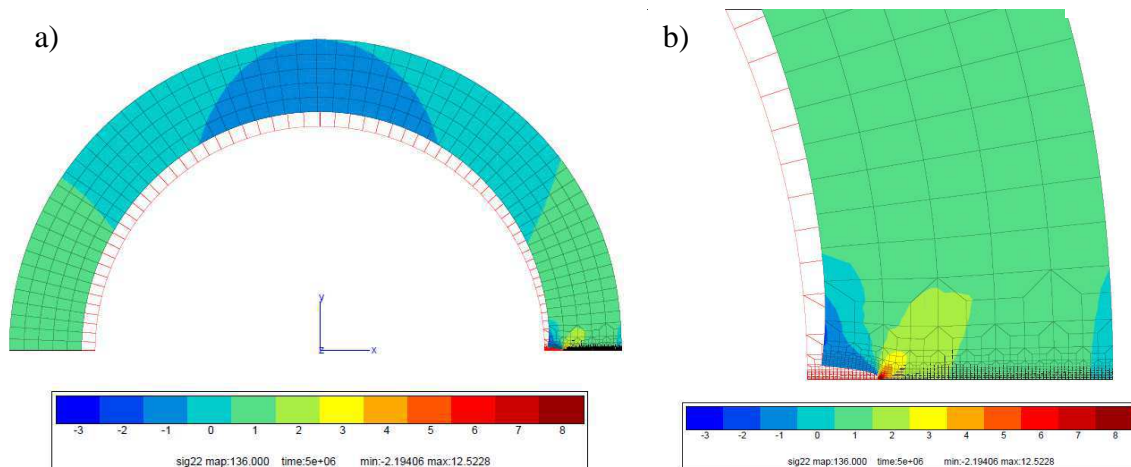 a)
b)
y
z
x
-3 -2 -1 0 1 2 3 4 5 6 7 8
sig22 map:136.000 time:5e+06 min:-2.19406 max:12.5228
-3 -2 -1 0 1 2 3 4 5 6 7 8
sig22 map:136.000 time:5e+06 min:-2.19406 max:12.5228